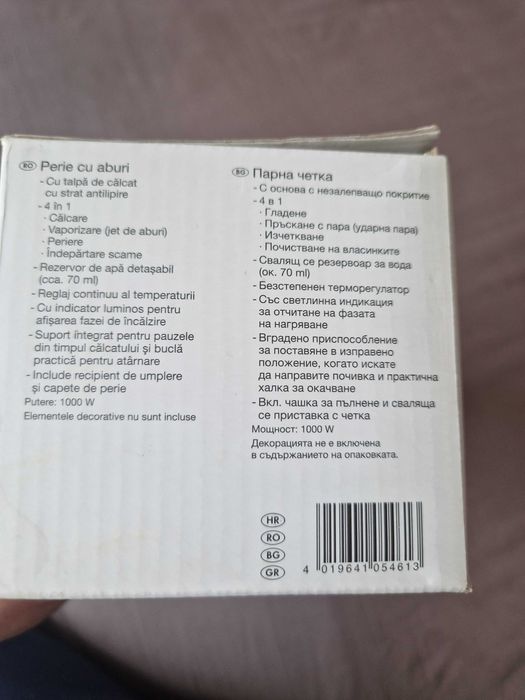 RO Perie cu aburi
- Cu talpă de călcat
cu strat antilipire
- 4 în 1
· Călcare
· Vaporizare (jet de aburi)
· Periere
· Îndepărtare scame
- Rezervor de apă detașabil
(cca. 70 ml)
- Reglaj continuu al temperaturii
- Cu indicator luminos pentru
afișarea fazei de încălzire
- Suport integrat pentru pauzele
din timpul călcatului și buclă
practică pentru atârnare
- Include recipient de umplere
și capete de perie
Putere: 1000 W
Elementele decorative nu sunt incluse
BG Парна четка
- С основа с незалепващо покритие
- 4 в 1
· Гладене
· Пръскане с пара (ударна пара)
· Изчеткване
· Почистване на власинките
- Свалящ се резервоар за вода
(ок. 70 ml)
- Безстепенен терморегулатор
- Със светлинна индикация
за отчитане на фазата
на нагряване
- Вградено приспособление
за поставяне в изправено
положение, когато искате
да направите почивка и практична
халка за окачване
- Вкл. чашка за пълнене и сваляща
се приставка с четка
Мощност: 1000 W
Декорацията не е включена
в съдържанието на опаковката.
HR
RO
BG
GR
4 019641 054613